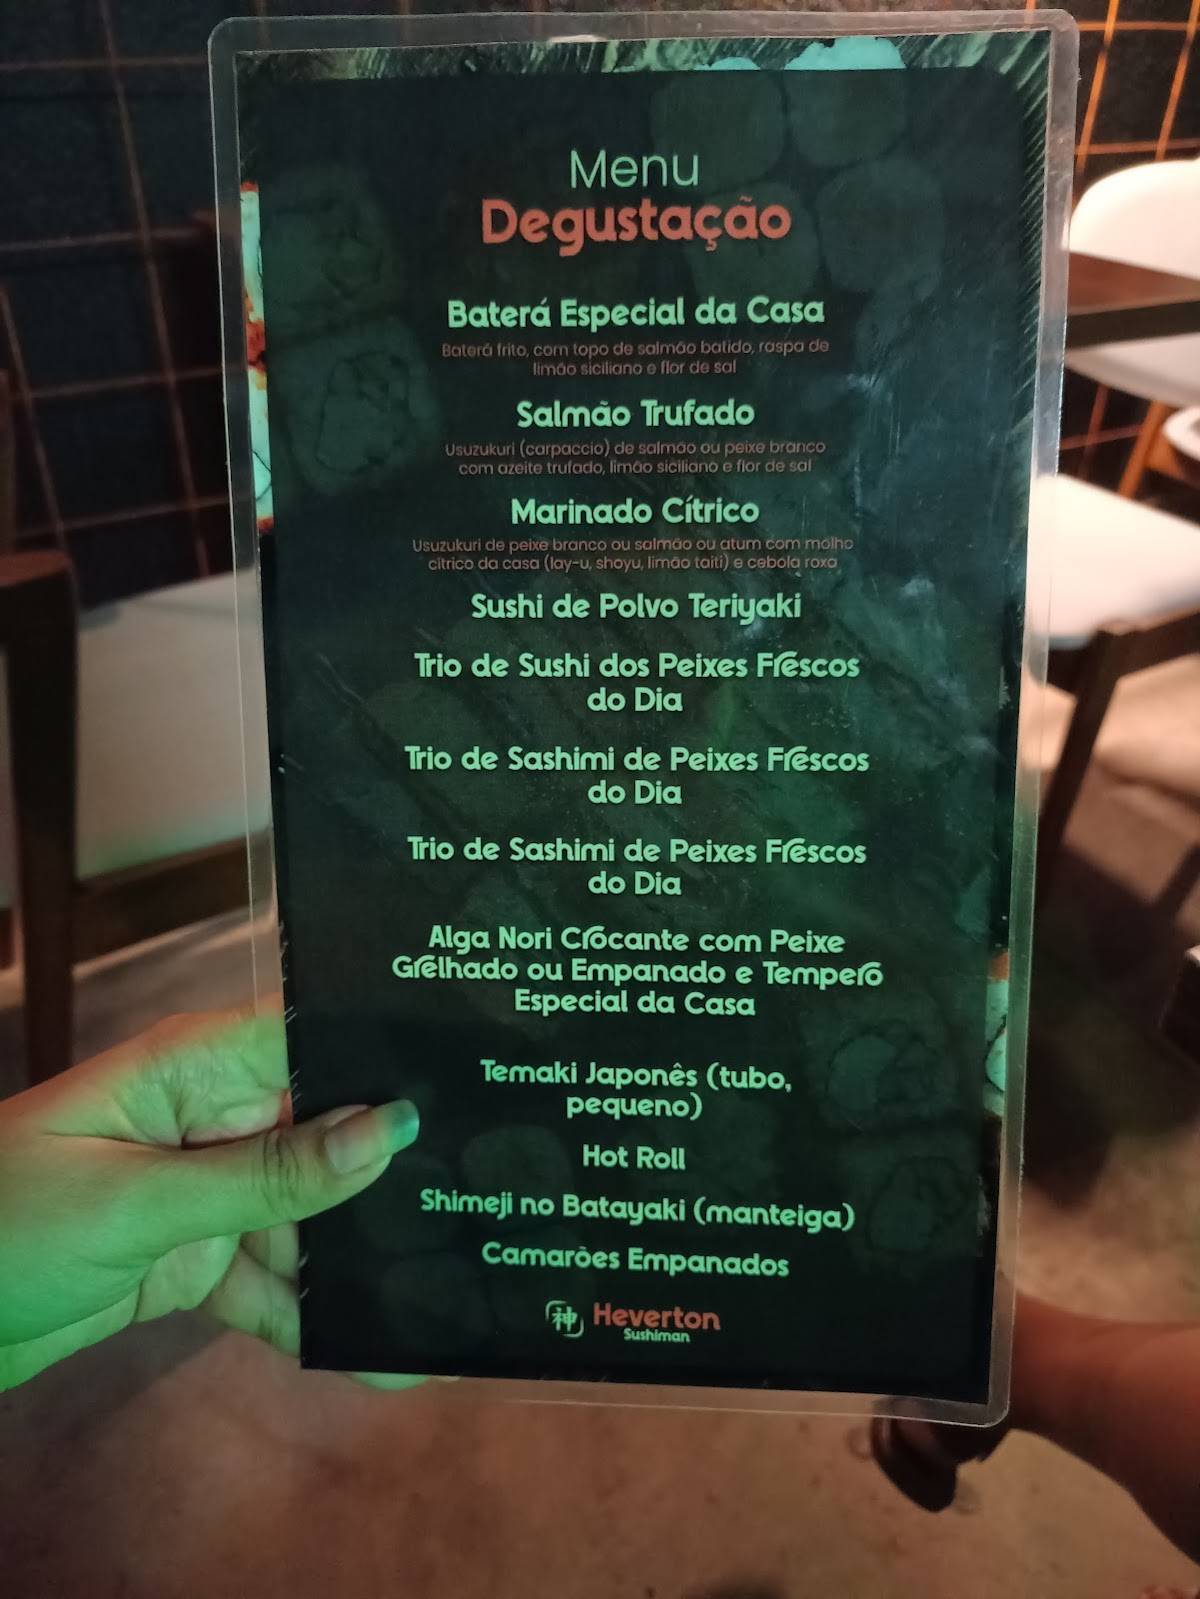 Menu
Degustação
Baterá Especial da Casa
Baterá frito, com topo de salmão batido, raspa de
limão siciliano e flor de sal
Salmão Trufado
Usuzukuri (carpaccio) de salmão ou peixe branco
com azeite trufado, limão siciliano e flor de sal
Marinado Cítrico
Usuzukuri de peixe branco ou salmão ou atum com molho
cítrico da casa (lay-u, shoyu, limão taiti) e cebola roxa
Sushi de Polvo Teriyaki
Trio de Sushi dos Peixes Frescos
do Dia
Trio de Sashimi de Peixes Frescos
do Dia
Trio de Sashimi de Peixes Frescos
do Dia
Alga Nori Crocante com Peixe
Grelhado ou Empanado e Tempero
Especial da Casa
Temaki Japonês (tubo,
pequeno)
Hot Roll
Shimeji no Batayaki (manteiga)
Camarões Empanados
神 Heverton
Sushiman